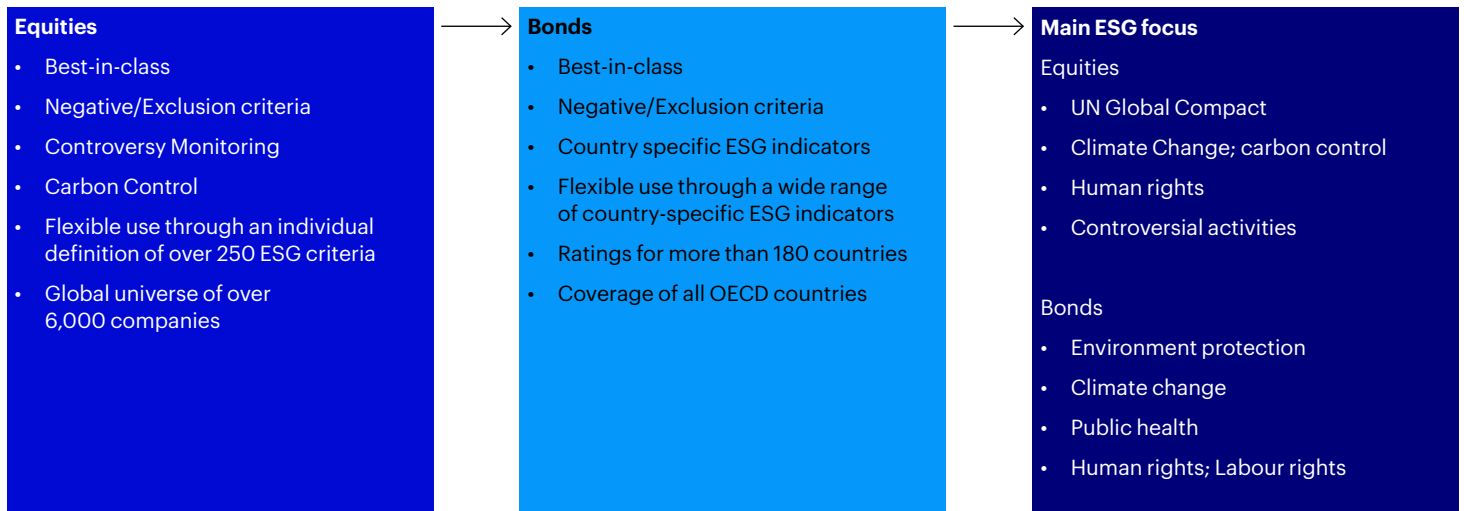 Equities
• Best-in-class
• Negative/Exclusion criteria
• Controversy Monitoring
• Carbon Control
• Flexible use through an individual
definition of over 250 ESG criteria
• Global universe of over
6,000 companies
Bonds
• Best-in-class
• Negative/Exclusion criteria
• Country specific ESG indicators
• Flexible use through a wide range
of country-specific ESG indicators
• Ratings for more than 180 countries
• Coverage of all OECD countries
Main ESG focus
Equities
• UN Global Compact
• Climate Change; carbon control
• Human rights
• Controversial activities
Bonds
• Environment protection
• Climate change
• Public health
• Human rights; Labour rights